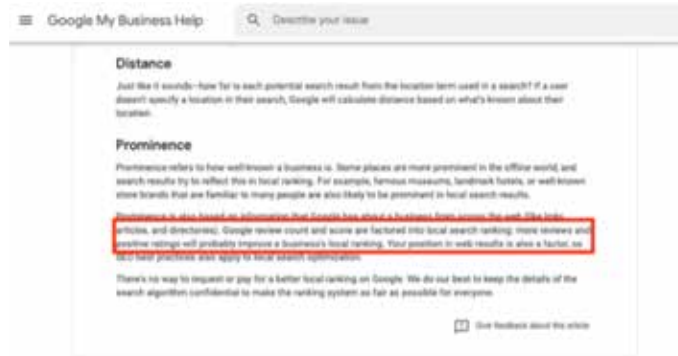 Google My Business Help
Describe your issue
Distance
Just like it sounds–how far is each potential search result from the location term used in a search? If a user
doesn't specify a location in their search, Google will calculate distance based on what's known about their
location.
Prominence
Prominence refers to how well-known a business is. Some places are more prominent in the offline world, and
search results try to reflect this in local ranking. For example, famous museums, landmark hotels, or well-known
store brands that are familiar to many people are also likely to be prominent in local search results.
Prominence is also based on information that Google has about a business from across the web (like links,
articles, and directories). Google review count and score are factored into local search ranking: more reviews and
positive ratings will probably improve a business's local ranking. Your position in web results is also a factor, so
SEO best practices also apply to local search optimization.
There's no way to request or pay for a better local ranking on Google. We do our best to keep the details of the
search algorithm confidential to make the ranking system as fair as possible for everyone.
Give feedback about this article